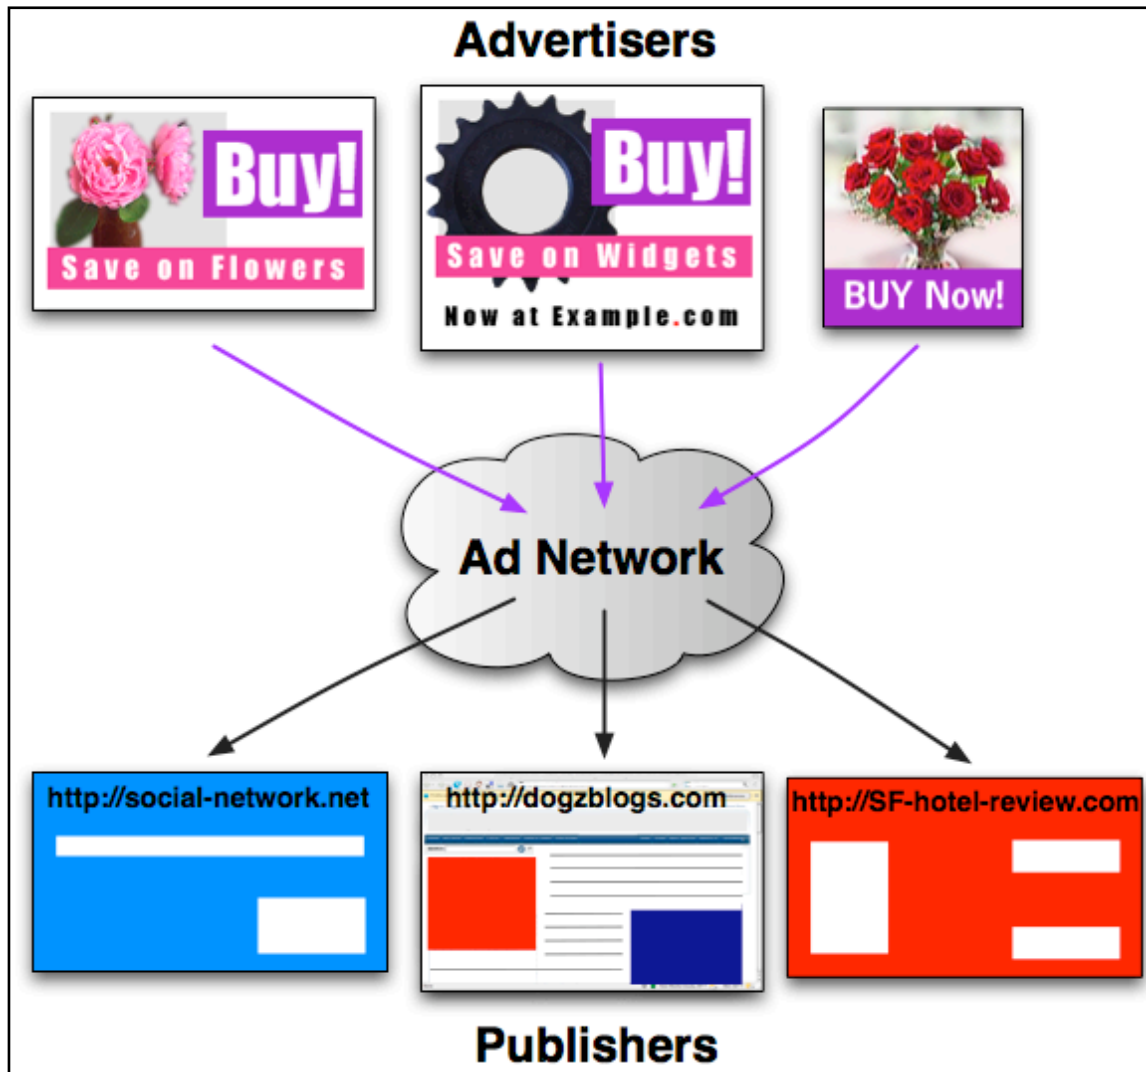 Advertisers
Buy!
Save on Flowers
Buy!
Save on Widgets
Now at Example.com
BUY Now!
Ad Network
http://social-network.net
http://dogzblogs.com
http://SF-hotel-review.com
Publishers